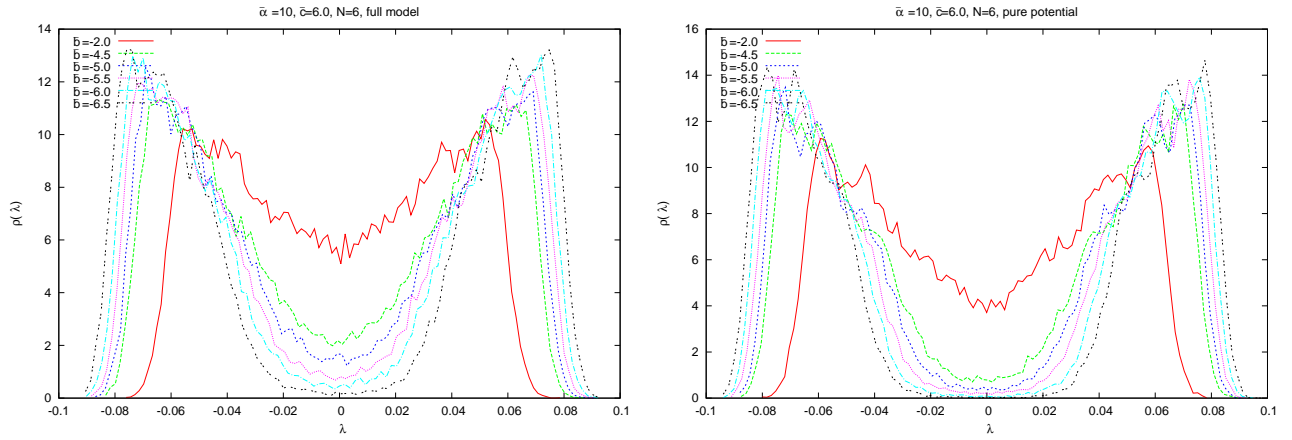 ᾱ =10, c̄=6.0, N=6, full model
14
12
10
8
6
4
2
0
ρ( λ)
b̄=-2.0
b̄=-4.5
b̄=-5.0
b̄=-5.5
b̄=-6.0
b̄=-6.5
-0.1 -0.08 -0.06 -0.04 -0.02 0 0.02 0.04 0.06 0.08 0.1
λ
ᾱ =10, c̄=6.0, N=6, pure potential
16
14
12
10
8
6
4
2
0
ρ( λ)
b̄=-2.0
b̄=-4.5
b̄=-5.0
b̄=-5.5
b̄=-6.0
b̄=-6.5
-0.1 -0.08 -0.06 -0.04 -0.02 0 0.02 0.04 0.06 0.08 0.1
λ